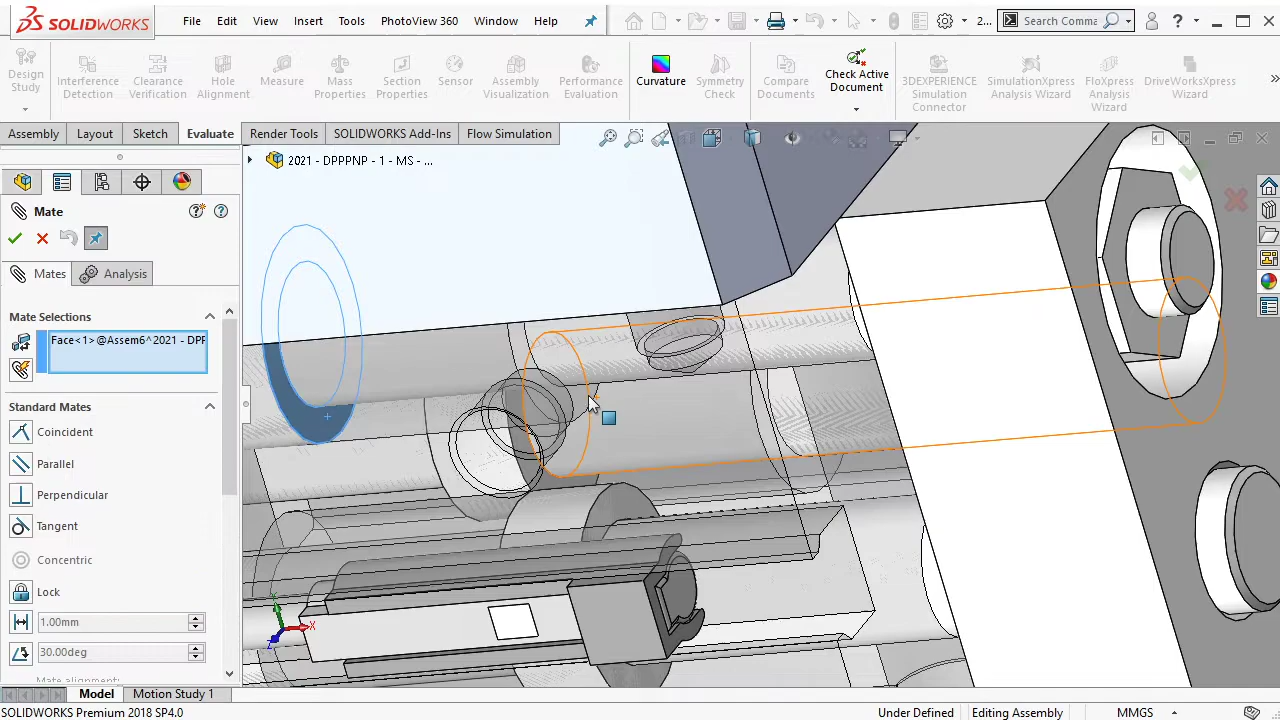 SOLIDWORKS
File Edit View Insert Tools PhotoView 360 Window Help
2... Search Comma
Design Study
Interference Detection
Clearance Verification
Hole Alignment
Measure
Mass Properties
Section Properties
Sensor
Assembly Visualization
Performance Evaluation
Curvature
Symmetry Check
Compare Documents
Check Active Document
3DEXPERIENCE Simulation Connector
SimulationXpress Analysis Wizard
FloXpress Analysis Wizard
DriveWorksXpress Wizard
Assembly Layout Sketch Evaluate Render Tools SOLIDWORKS Add-Ins Flow Simulation
2021 - DPPPNP - 1 - MS - ...
Mate
Mates Analysis
Mate Selections
Face<1>@Assem6^2021 - DPF
Standard Mates
Coincident
Parallel
Perpendicular
Tangent
Concentric
Lock
1.00mm
30.00deg
Mate alignment:
X
Model Motion Study 1
SOLIDWORKS Premium 2018 SP4.0
Under Defined Editing Assembly MMGS